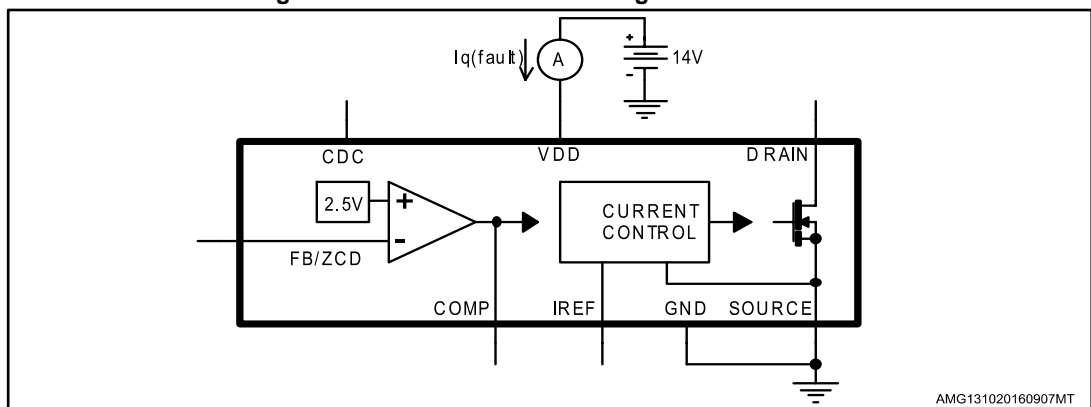 Iq(fault)
A
+
-
14V
CDC
VDD
DRAIN
2.5V
+
-
CURRENT
CONTROL
FB/ZCD
COMP
IREF
GND
SOURCE
AMG131020160907MT